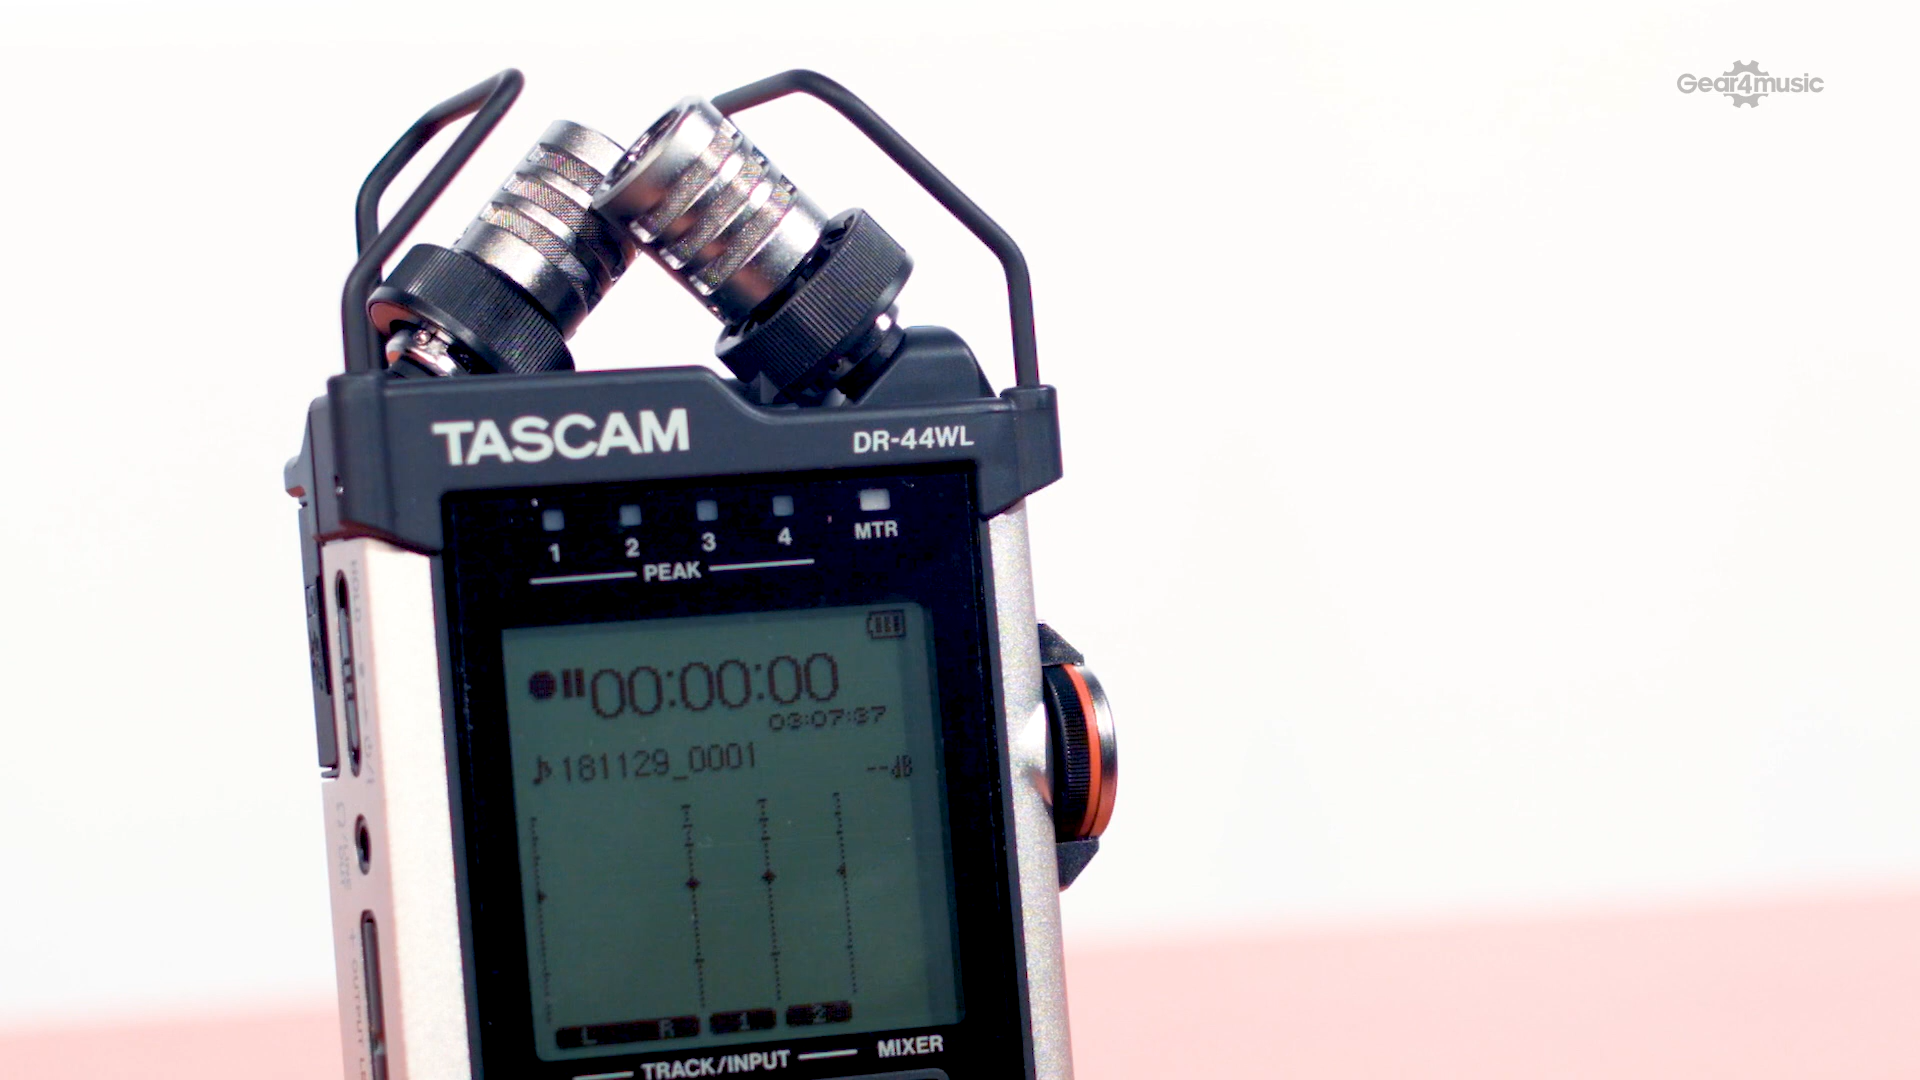 Gear4music
TASCAM
DR-44WL
1 2 3 4 MTR
PEAK
00:00:00
03:07:37
181129_0001
--dB
L R 1 2
TRACK/INPUT MIXER
HOLD